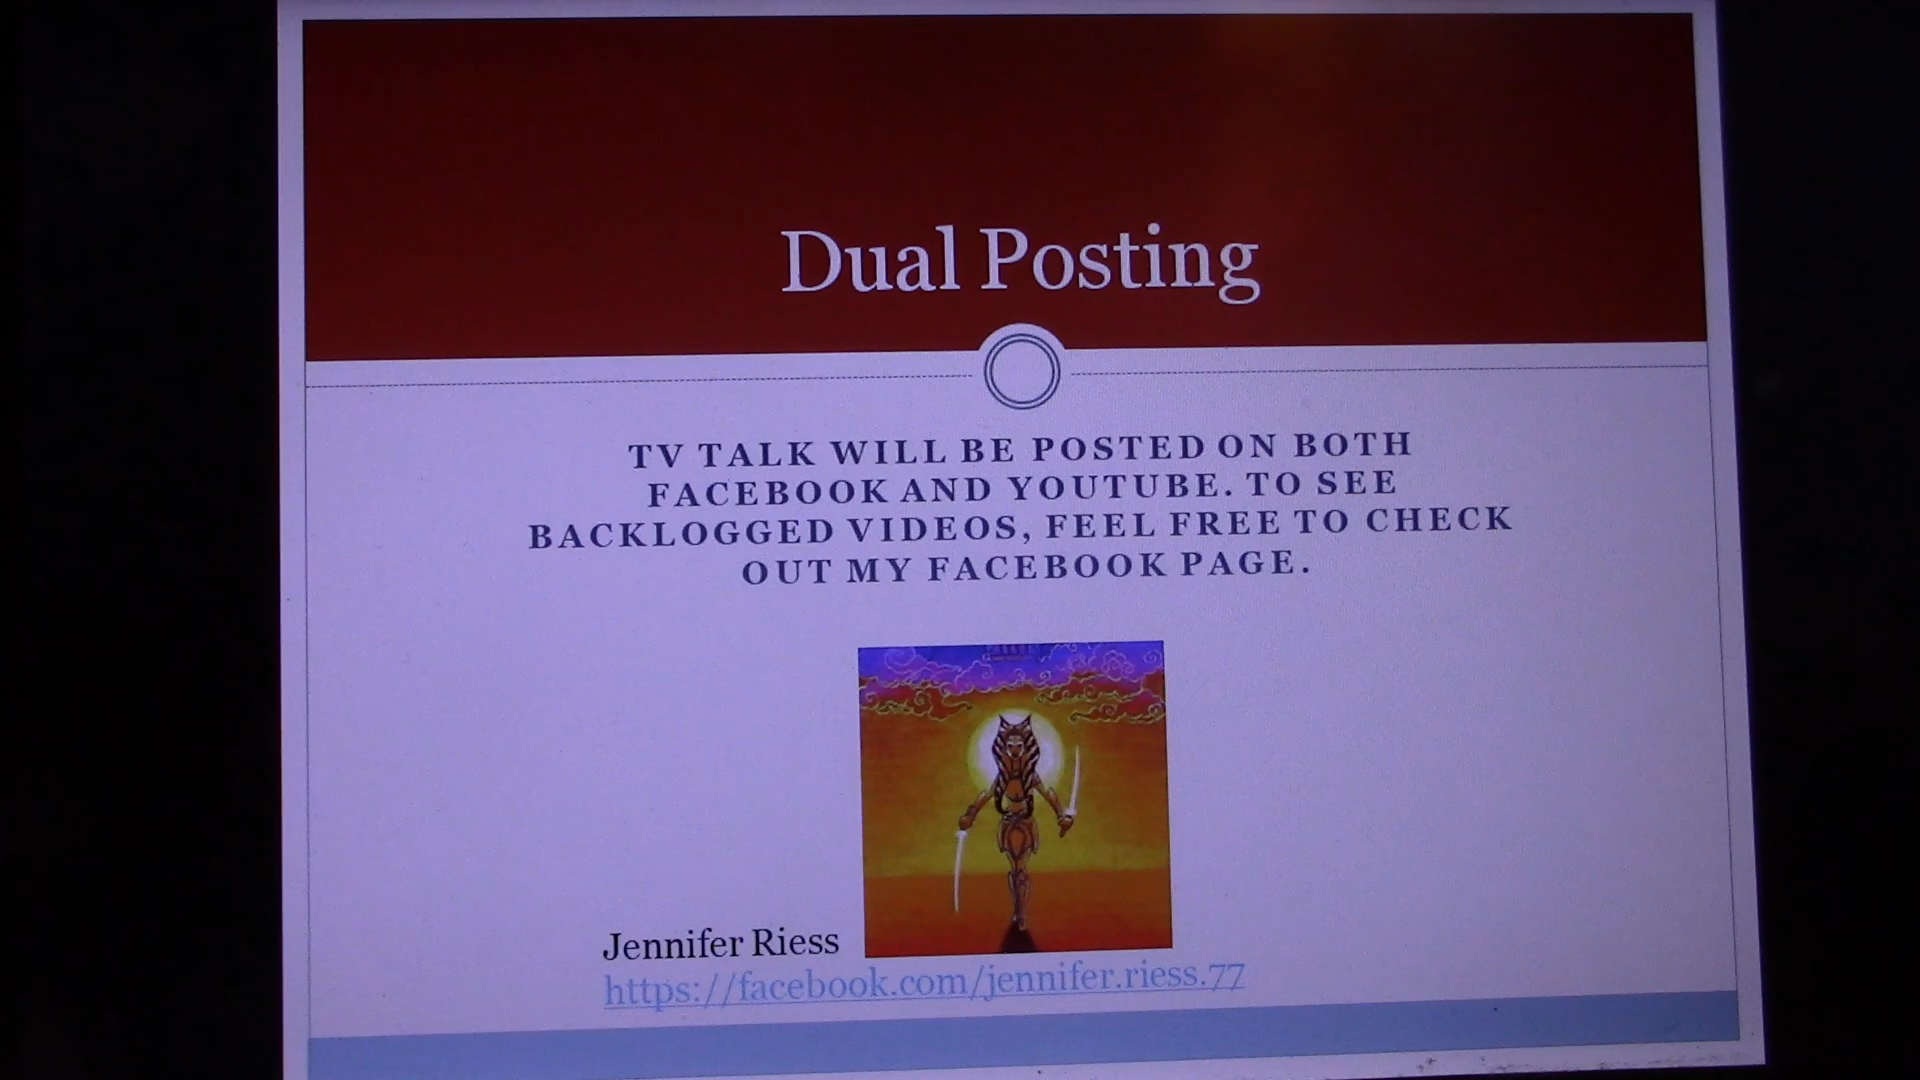 Dual Posting
TV TALK WILL BE POSTED ON BOTH
FACEBOOK AND YOUTUBE. TO SEE
BACKLOGGED VIDEOS, FEEL FREE TO CHECK
OUT MY FACEBOOK PAGE.
Jennifer Riess
https://facebook.com/jennifer.riess.77